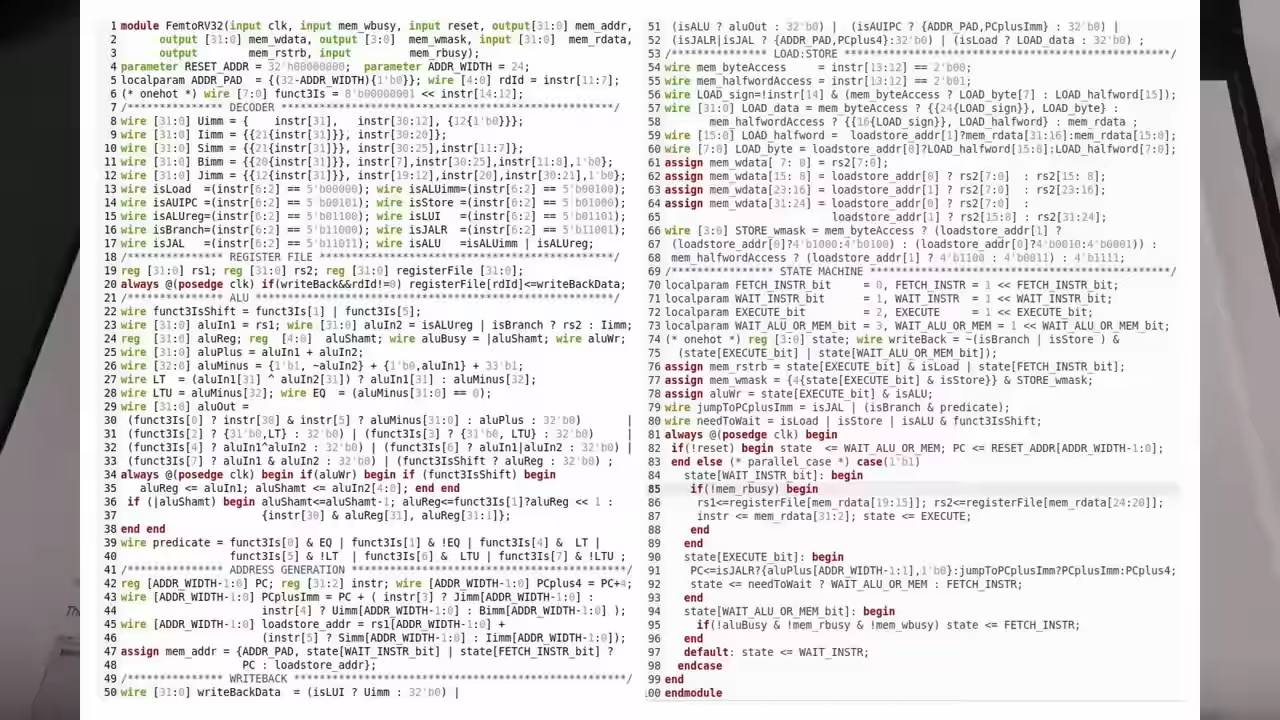 1 module FemtoRV32(input clk, input mem_wbusy, input reset, output[31:0] mem_addr,
2 output [31:0] mem_wdata, output [3:0] mem_wmask, input [31:0] mem_rdata,
3 output mem_rstrb, input mem_rbusy);
4 parameter RESET_ADDR = 32'h00000000; parameter ADDR_WIDTH = 24;
5 localparam ADDR_PAD = {(32-ADDR_WIDTH){1'b0}}; wire [4:0] rdId = instr[11:7];
6 (* onehot *) wire [7:0] funct3Is = 8'b00000001 << instr[14:12];
7 /*************** DECODER ****************************************************/
8 wire [31:0] Uimm = { instr[31], instr[30:12], {12{1'b0}}};
9 wire [31:0] Iimm = {{21{instr[31]}}, instr[30:20]};
10 wire [31:0] Simm = {{21{instr[31]}}, instr[30:25],instr[11:7]};
11 wire [31:0] Bimm = {{20{instr[31]}}, instr[7],instr[30:25],instr[11:8],1'b0};
12 wire [31:0] Jimm = {{12{instr[31]}}, instr[19:12],instr[20],instr[30:21],1'b0};
13 wire isLoad =(instr[6:2] == 5'b00000); wire isALUimm=(instr[6:2] == 5'b00100);
14 wire isAUIPC =(instr[6:2] == 5'b00101); wire isStore =(instr[6:2] == 5'b01000);
15 wire isALUreg=(instr[6:2] == 5'b01100); wire isLUI =(instr[6:2] == 5'b01101);
16 wire isBranch=(instr[6:2] == 5'b11000); wire isJALR =(instr[6:2] == 5'b11001);
17 wire isJAL =(instr[6:2] == 5'b11011); wire isALU =isALUimm | isALUreg;
18 /*************** REGISTER FILE **********************************************/
19 reg [31:0] rs1; reg [31:0] rs2; reg [31:0] registerFile [31:0];
20 always @(posedge clk) if(writeBack&&rdId!=0) registerFile[rdId]<=writeBackData;
21 /*************** ALU ********************************************************/
22 wire funct3IsShift = funct3Is[1] | funct3Is[5];
23 wire [31:0] aluIn1 = rs1; wire [31:0] aluIn2 = isALUreg | isBranch ? rs2 : Iimm;
24 reg [31:0] aluReg; reg [4:0] aluShamt; wire aluBusy = |aluShamt; wire aluWr;
25 wire [31:0] aluPlus = aluIn1 + aluIn2;
26 wire [32:0] aluMinus = {1'b1, ~aluIn2} + {1'b0,aluIn1} + 33'b1;
27 wire LT = (aluIn1[31] ^ aluIn2[31]) ? aluIn1[31] : aluMinus[32];
28 wire LTU = aluMinus[32]; wire EQ = (aluMinus[31:0] == 0);
29 wire [31:0] aluOut =
30 (funct3Is[0] ? instr[30] & instr[5] ? aluMinus[31:0] : aluPlus : 32'b0) |
31 (funct3Is[2] ? {31'b0,LT} : 32'b0) | (funct3Is[3] ? {31'b0, LTU} : 32'b0) |
32 (funct3Is[4] ? aluIn1^aluIn2 : 32'b0) | (funct3Is[6] ? aluIn1|aluIn2 : 32'b0) |
33 (funct3Is[7] ? aluIn1 & aluIn2 : 32'b0) | (funct3IsShift ? aluReg : 32'b0) ;
34 always @(posedge clk) begin if(aluWr) begin if (funct3IsShift) begin
35 aluReg <= aluIn1; aluShamt <= aluIn2[4:0]; end end
36 if (|aluShamt) begin aluShamt<=aluShamt-1; aluReg<=funct3Is[1]?aluReg << 1 :
37 {instr[30] & aluReg[31], aluReg[31:1]};
38 end end
39 wire predicate = funct3Is[0] & EQ | funct3Is[1] & !EQ | funct3Is[4] & LT |
40 funct3Is[5] & !LT | funct3Is[6] & LTU | funct3Is[7] & !LTU ;
41 /*************** ADDRESS GENERATION *****************************************/
42 reg [ADDR_WIDTH-1:0] PC; reg [31:2] instr; wire [ADDR_WIDTH-1:0] PCplus4 = PC+4;
43 wire [ADDR_WIDTH-1:0] PCplusImm = PC + ( instr[3] ? Jimm[ADDR_WIDTH-1:0] :
44 instr[4] ? Uimm[ADDR_WIDTH-1:0] : Bimm[ADDR_WIDTH-1:0] );
45 wire [ADDR_WIDTH-1:0] loadstore_addr = rs1[ADDR_WIDTH-1:0] +
46 (instr[5] ? Simm[ADDR_WIDTH-1:0] : Iimm[ADDR_WIDTH-1:0]);
47 assign mem_addr = {ADDR_PAD, state[WAIT_INSTR_bit] | state[FETCH_INSTR_bit] ?
48 PC : loadstore_addr};
49 /*************** WRITEBACK **************************************************/
50 wire [31:0] writeBackData = (isLUI ? Uimm : 32'b0) |
51 (isALU ? aluOut : 32'b0) | (isAUIPC ? {ADDR_PAD,PCplusImm} : 32'b0) |
52 (isJALR|isJAL ? {ADDR_PAD,PCplus4}:32'b0) | (isLoad ? LOAD_data : 32'b0) ;
53 /*************** LOAD:STORE *************************************************/
54 wire mem_byteAccess = instr[13:12] == 2'b00;
55 wire mem_halfwordAccess = instr[13:12] == 2'b01;
56 wire LOAD_sign=!instr[14] & (mem_byteAccess ? LOAD_byte[7] : LOAD_halfword[15]);
57 wire [31:0] LOAD_data = mem_byteAccess ? {{24{LOAD_sign}}, LOAD_byte} :
58 mem_halfwordAccess ? {{16{LOAD_sign}}, LOAD_halfword} : mem_rdata ;
59 wire [15:0] LOAD_halfword = loadstore_addr[1]?mem_rdata[31:16]:mem_rdata[15:0];
60 wire [7:0] LOAD_byte = loadstore_addr[0]?LOAD_halfword[15:8]:LOAD_halfword[7:0];
61 assign mem_wdata[ 7: 0] = rs2[7:0];
62 assign mem_wdata[15: 8] = loadstore_addr[0] ? rs2[7:0] : rs2[15: 8];
63 assign mem_wdata[23:16] = loadstore_addr[1] ? rs2[7:0] : rs2[23:16];
64 assign mem_wdata[31:24] = loadstore_addr[0] ? rs2[7:0] :
65 loadstore_addr[1] ? rs2[15:8] : rs2[31:24];
66 wire [3:0] STORE_wmask = mem_byteAccess ? (loadstore_addr[1] ?
67 (loadstore_addr[0]?4'b1000:4'b0100) : (loadstore_addr[0]?4'b0010:4'b0001)) :
68 mem_halfwordAccess ? (loadstore_addr[1] ? 4'b1100 : 4'b0011) : 4'b1111;
69 /*************** STATE MACHINE **********************************************/
70 localparam FETCH_INSTR_bit = 0, FETCH_INSTR = 1 << FETCH_INSTR_bit;
71 localparam WAIT_INSTR_bit = 1, WAIT_INSTR = 1 << WAIT_INSTR_bit;
72 localparam EXECUTE_bit = 2, EXECUTE = 1 << EXECUTE_bit;
73 localparam WAIT_ALU_OR_MEM_bit = 3, WAIT_ALU_OR_MEM = 1 << WAIT_ALU_OR_MEM_bit;
74 (* onehot *) reg [3:0] state; wire writeBack = ~(isBranch | isStore ) &
75 (state[EXECUTE_bit] | state[WAIT_ALU_OR_MEM_bit]);
76 assign mem_rstrb = state[EXECUTE_bit] & isLoad | state[FETCH_INSTR_bit];
77 assign mem_wmask = {4{state[EXECUTE_bit] & isStore}} & STORE_wmask;
78 assign aluWr = state[EXECUTE_bit] & isALU;
79 wire jumpToPCplusImm = isJAL | (isBranch & predicate);
80 wire needToWait = isLoad | isStore | isALU & funct3IsShift;
81 always @(posedge clk) begin
82 if(!reset) begin state <= WAIT_ALU_OR_MEM; PC <= RESET_ADDR[ADDR_WIDTH-1:0];
83 end else (* parallel_case *) case(1'b1)
84 state[WAIT_INSTR_bit]: begin
85 if(!mem_rbusy) begin
86 rs1<=registerFile[mem_rdata[19:15]]; rs2<=registerFile[mem_rdata[24:20]];
87 instr <= mem_rdata[31:2]; state <= EXECUTE;
88 end
89 end
90 state[EXECUTE_bit]: begin
91 PC<=isJALR?{aluPlus[ADDR_WIDTH-1:1],1'b0}:jumpToPCplusImm?PCplusImm:PCplus4;
92 state <= needToWait ? WAIT_ALU_OR_MEM : FETCH_INSTR;
93 end
94 state[WAIT_ALU_OR_MEM_bit]: begin
95 if(!aluBusy & !mem_rbusy & !mem_wbusy) state <= FETCH_INSTR;
96 end
97 default: state <= WAIT_INSTR;
98 endcase
99 end
100 endmodule